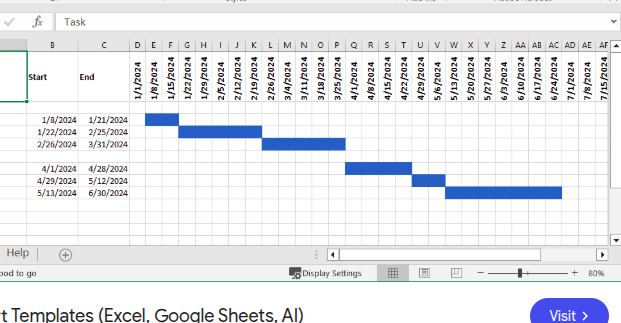 fx Task
B C D E F G H I J K L M N O P Q R S T U V W X Y Z AA AB AC AD AE AF
Start End 1/1/2024 1/8/2024 1/15/2024 1/22/2024 1/29/2024 2/5/2024 2/12/2024 2/19/2024 2/26/2024 3/4/2024 3/11/2024 3/18/2024 3/25/2024 4/1/2024 4/8/2024 4/15/2024 4/22/2024 4/29/2024 5/6/2024 5/13/2024 5/20/2024 5/27/2024 6/3/2024 6/10/2024 6/17/2024 6/24/2024 7/1/2024 7/8/2024 7/15/2024
1/8/2024 1/21/2024
1/22/2024 2/25/2024
2/26/2024 3/31/2024
4/1/2024 4/28/2024
4/29/2024 5/12/2024
5/13/2024 6/30/2024
Help
ood to go Display Settings 80%
t Templates (Excel, Google Sheets, AI) Visit